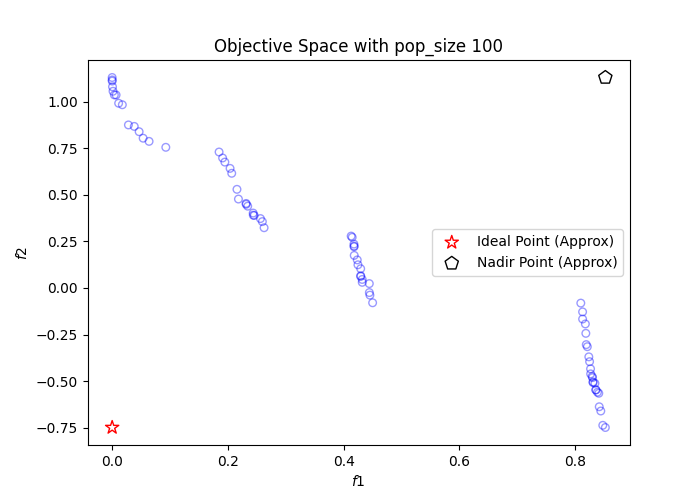 Objective Space with pop_size 100
1.00
0.75
0.50
0.25
0.00
−0.25
−0.50
−0.75
f2
Ideal Point (Approx)
Nadir Point (Approx)
0.0 0.2 0.4 0.6 0.8
f1